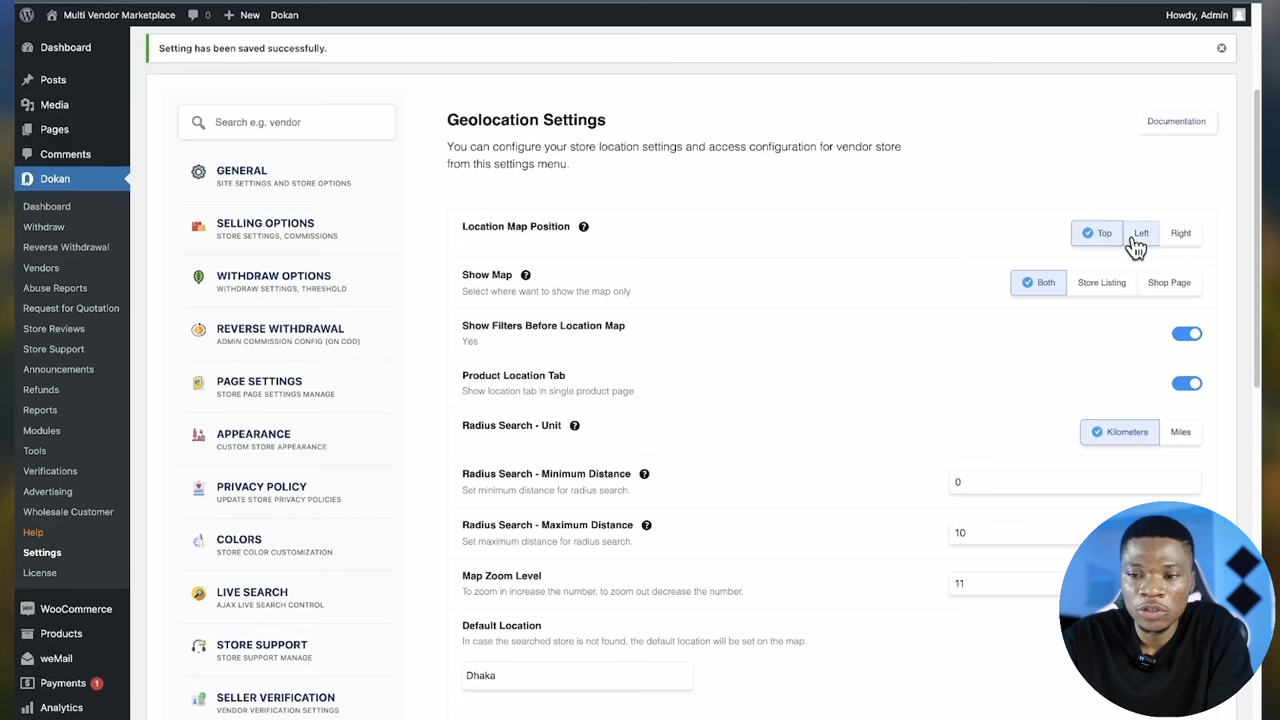 Multi Vendor Marketplace 0 New Dokan Howdy, Admin
Dashboard
Posts
Media
Pages
Comments
Dokan
Dashboard
Withdraw
Reverse Withdrawal
Vendors
Abuse Reports
Request for Quotation
Store Reviews
Store Support
Announcements
Refunds
Reports
Modules
Tools
Verifications
Advertising
Wholesale Customer
Help
Settings
License
WooCommerce
Products
weMail
Payments 1
Analytics
Setting has been saved successfully.
Search e.g. vendor
GENERAL
SITE SETTINGS AND STORE OPTIONS
SELLING OPTIONS
STORE SETTINGS, COMMISSIONS
WITHDRAW OPTIONS
WITHDRAW SETTINGS, THRESHOLD
REVERSE WITHDRAWAL
ADMIN COMMISSION CONFIG (ON COD)
PAGE SETTINGS
STORE PAGE SETTINGS MANAGE
APPEARANCE
CUSTOM STORE APPEARANCE
PRIVACY POLICY
UPDATE STORE PRIVACY POLICIES
COLORS
STORE COLOR CUSTOMIZATION
LIVE SEARCH
AJAX LIVE SEARCH CONTROL
STORE SUPPORT
STORE SUPPORT MANAGE
SELLER VERIFICATION
VENDOR VERIFICATION SETTINGS
Geolocation Settings
Documentation
You can configure your store location settings and access configuration for vendor store
from this settings menu.
Location Map Position ?
Top Left Right
Show Map ?
Select where want to show the map only
Both Store Listing Shop Page
Show Filters Before Location Map
Yes
Product Location Tab
Show location tab in single product page
Radius Search - Unit ?
Kilometers Miles
Radius Search - Minimum Distance ?
Set minimum distance for radius search.
0
Radius Search - Maximum Distance ?
Set maximum distance for radius search.
10
Map Zoom Level
To zoom in increase the number, to zoom out decrease the number.
11
Default Location
In case the searched store is not found, the default location will be set on the map.
Dhaka